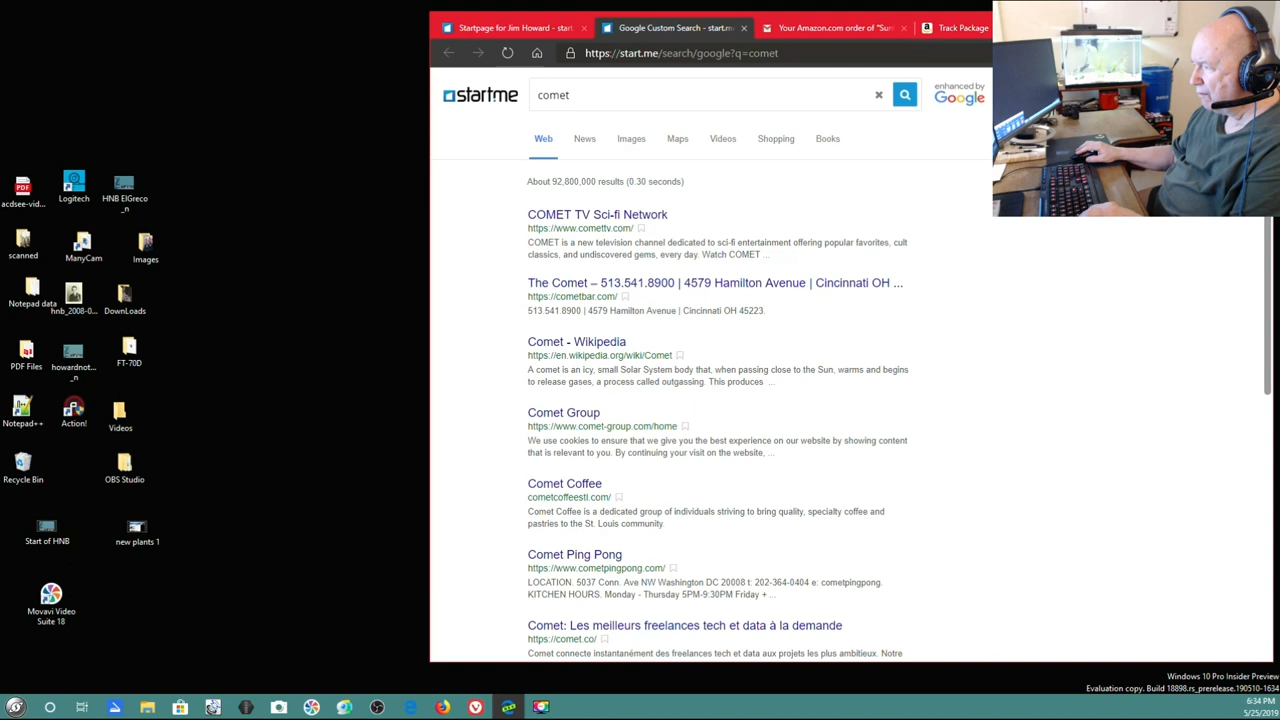 Startpage for Jim Howard - start.
Google Custom Search - start.m
Your Amazon.com order of "Sun
Track Package
https://start.me/search/google?q=comet
startme
comet
enhanced by
Google
Web
News
Images
Maps
Videos
Shopping
Books
About 92,800,000 results (0.30 seconds)
COMET TV Sci-fi Network
https://www.comettv.com/
COMET is a new television channel dedicated to sci-fi entertainment offering popular favorites, cult
classics, and undiscovered gems, every day. Watch COMET ...
The Comet – 513.541.8900 | 4579 Hamilton Avenue | Cincinnati OH ...
https://cometbar.com/
513.541.8900 | 4579 Hamilton Avenue | Cincinnati OH 45223.
Comet - Wikipedia
https://en.wikipedia.org/wiki/Comet
A comet is an icy, small Solar System body that, when passing close to the Sun, warms and begins
to release gases, a process called outgassing. This produces ...
Comet Group
https://www.comet-group.com/home
We use cookies to ensure that we give you the best experience on our website by showing content
that is relevant to you. By continuing your visit on the website, ...
Comet Coffee
cometcoffeestl.com/
Comet Coffee is a dedicated group of individuals striving to bring quality, specialty coffee and
pastries to the St. Louis community.
Comet Ping Pong
https://www.cometpingpong.com/
LOCATION. 5037 Conn. Ave NW Washington DC 20008 t: 202-364-0404 e: cometpingpong.
KITCHEN HOURS. Monday - Thursday 5PM-9:30PM Friday + ...
Comet: Les meilleurs freelances tech et data à la demande
https://comet.co/
Comet connecte instantanément des freelances tech et data aux projets les plus ambitieux. Notre
PDF
acdsee-vid...
Logitech
HNB ElGreco
_n
scanned
ManyCam
Images
Notepad data
hnb_2008-0...
DownLoads
PDF Files
howardnot...
_n
FT-70D
Notepad++
Action!
Videos
Recycle Bin
OBS Studio
Start of HNB
new plants 1
Movavi Video
Suite 18
Windows 10 Pro Insider Preview
Evaluation copy. Build 18898.rs_prerelease.190510-1634
6:34 PM
5/25/2019